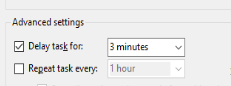 Advanced settings
Delay task for: 3 minutes
Repeat task every: 1 hour